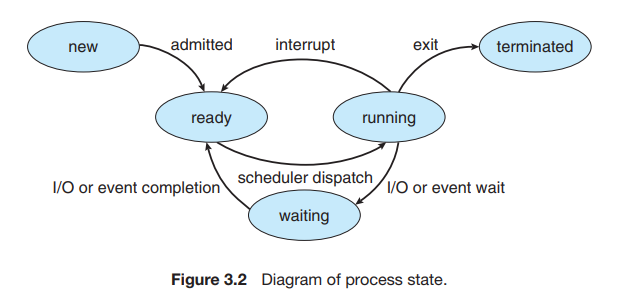 new
admitted
interrupt
exit
terminated
ready
running
scheduler dispatch
I/O or event completion
I/O or event wait
waiting
Figure 3.2 Diagram of process state.